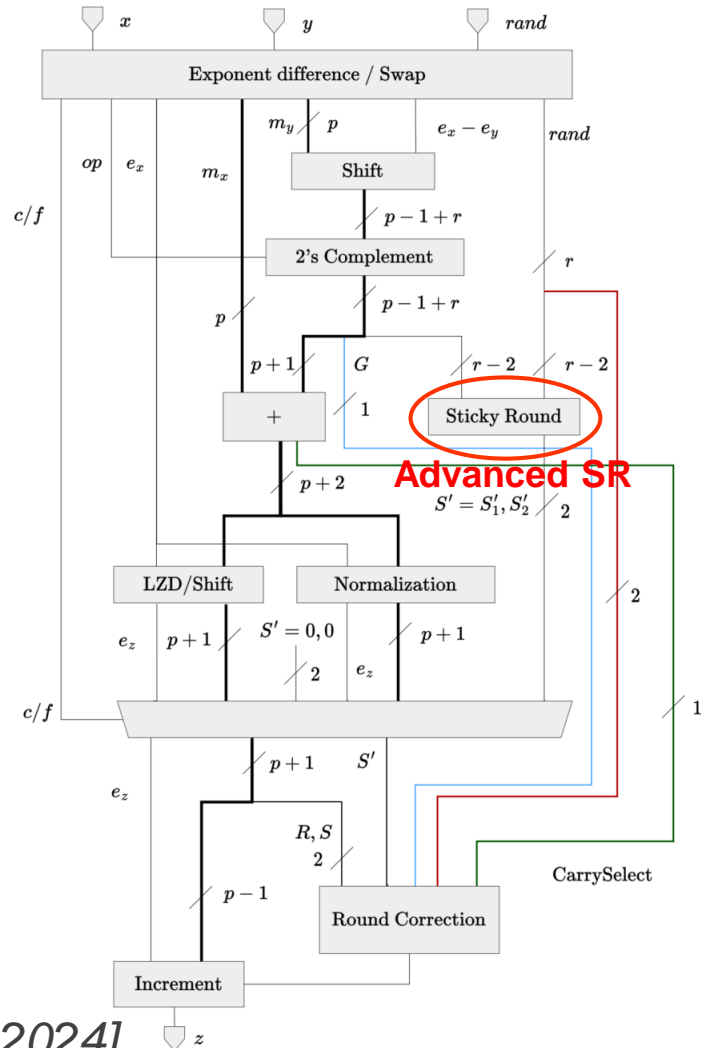 x
y
rand
Exponent difference / Swap
m_y
p
e_x − e_y
rand
op
e_x
m_x
Shift
c/f
p − 1 + r
2's Complement
r
p − 1 + r
p
p + 1
G
r − 2
r − 2
+
1
Sticky Round
Advanced SR
p + 2
S′ = S′₁, S′₂
2
LZD/Shift
Normalization
2
e_z
p + 1
S′ = 0, 0
p + 1
2
e_z
c/f
1
p + 1
S′
e_z
R, S
2
CarrySelect
p − 1
Round Correction
Increment
2024]
z